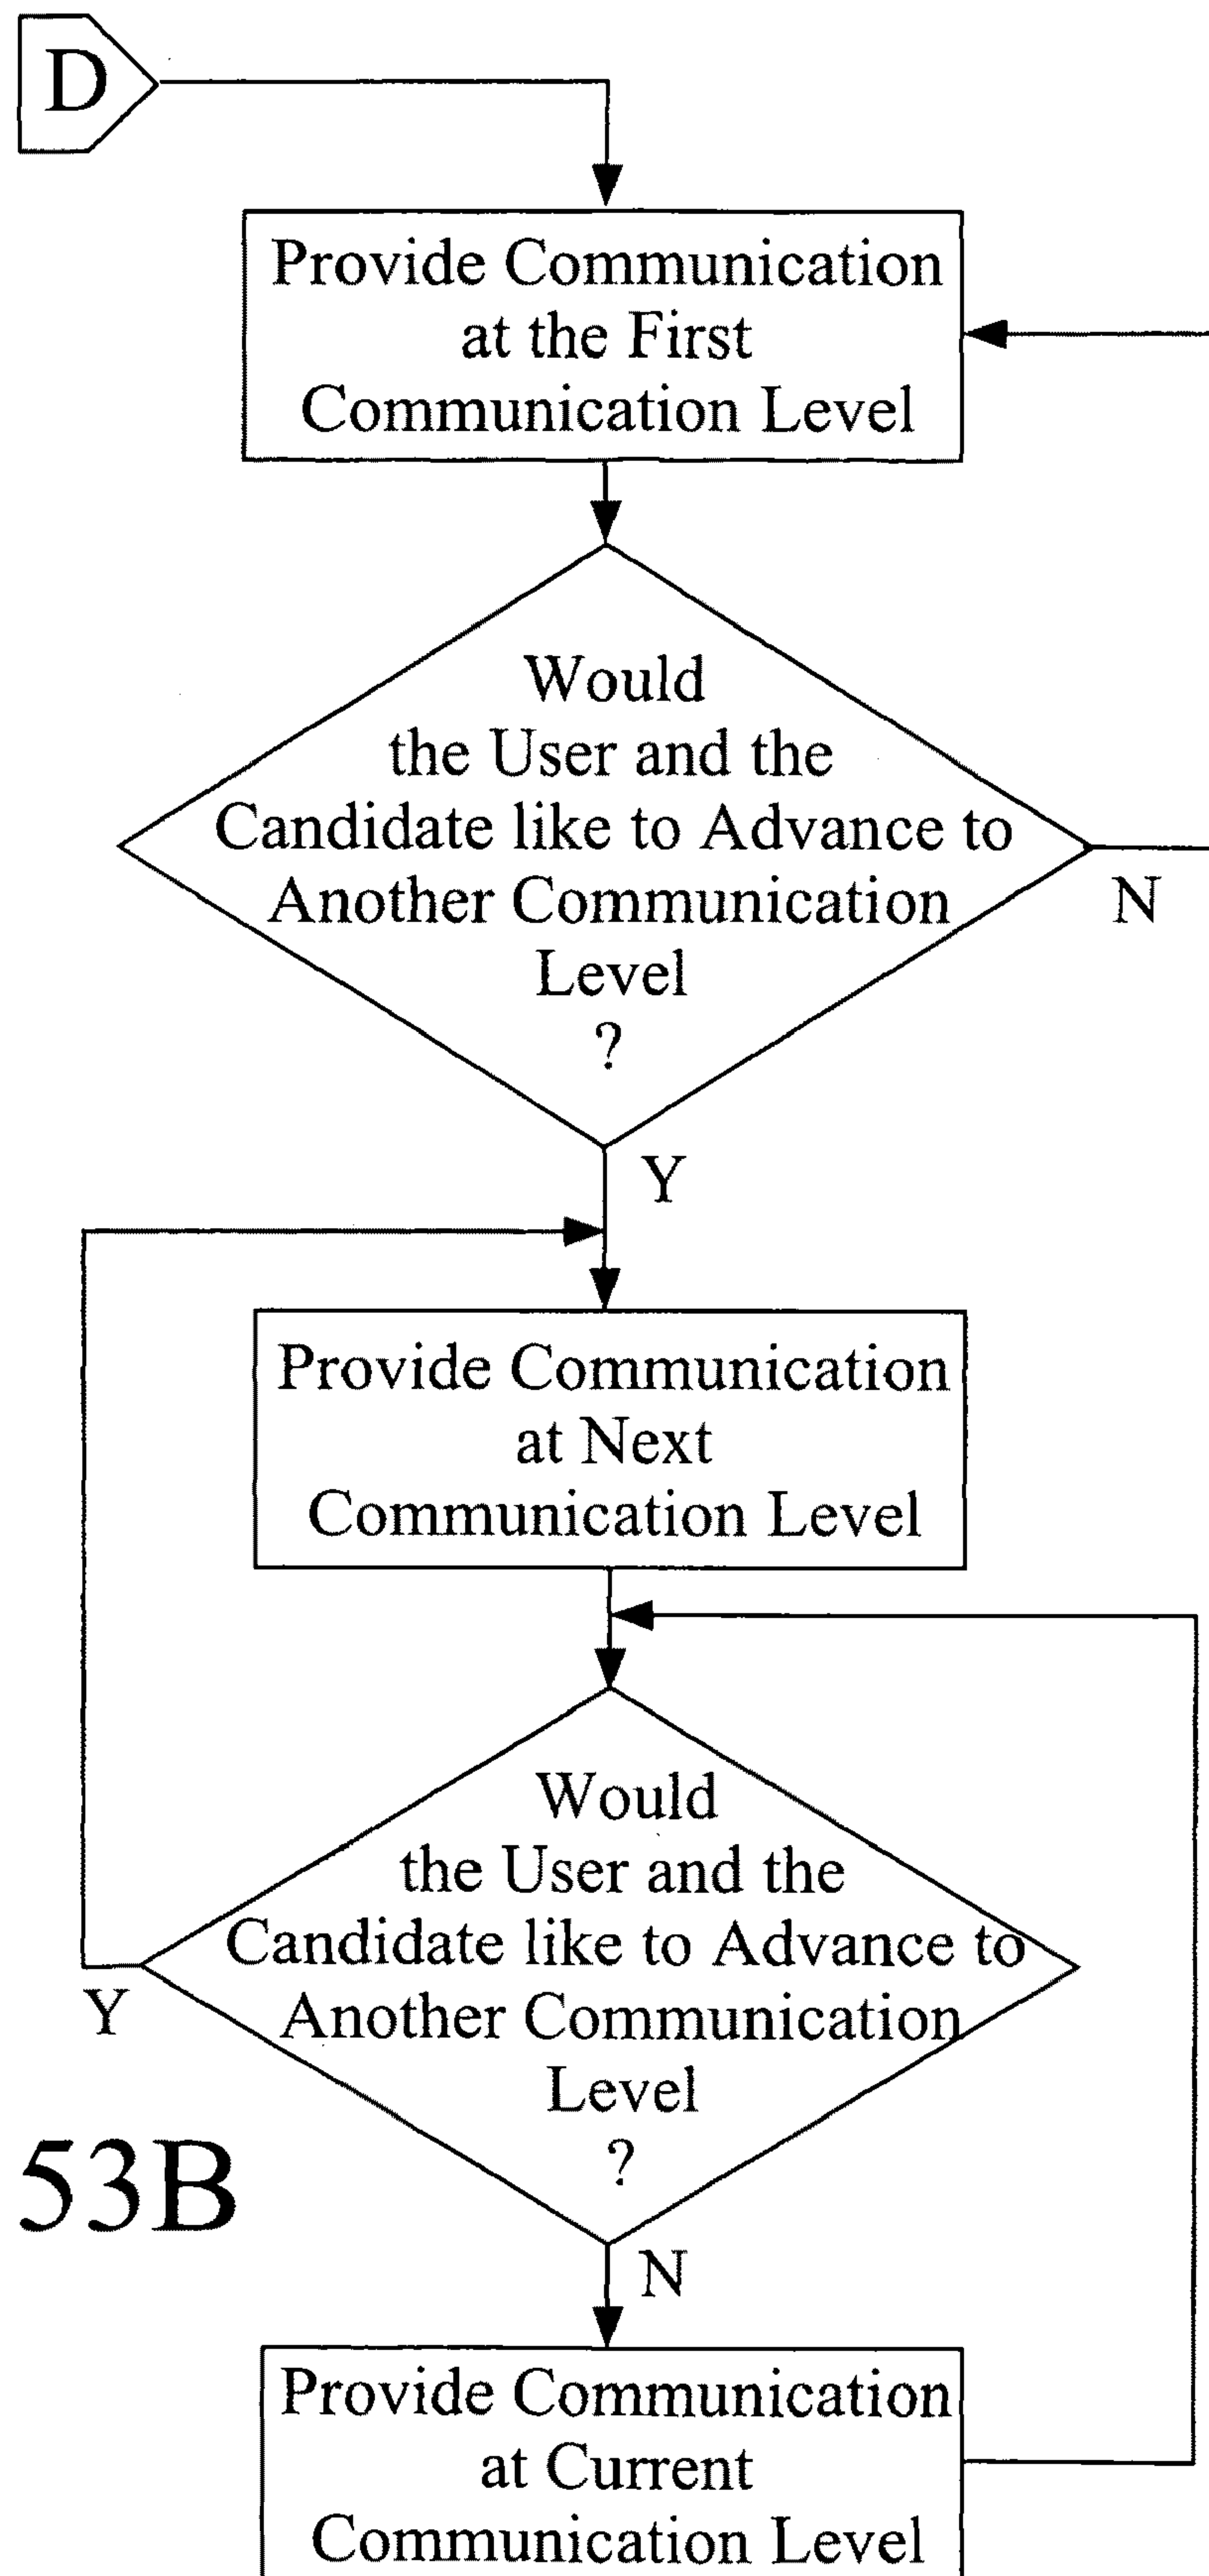 D
Provide Communication
at the First
Communication Level
Would
the User and the
Candidate like to Advance to
Another Communication
Level
?
N
Y
Provide Communication
at Next
Communication Level
Would
the User and the
Candidate like to Advance to
Another Communication
Level
?
Y
53B
N
Provide Communication
at Current
Communication Level